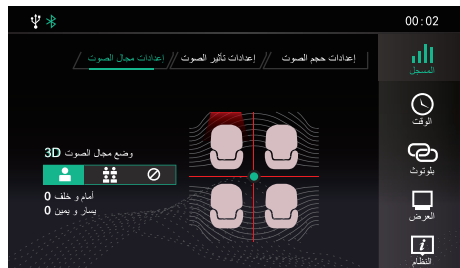 00:02
إعدادات حجم الصوت // إعدادات تأثير الصوت // إعدادات مجال الصوت /
المسجل
الوقت
بلوتوث
العرض
النظام
وضع مجال الصوت 3D
أمام و خلف 0
يسار و يمين 0